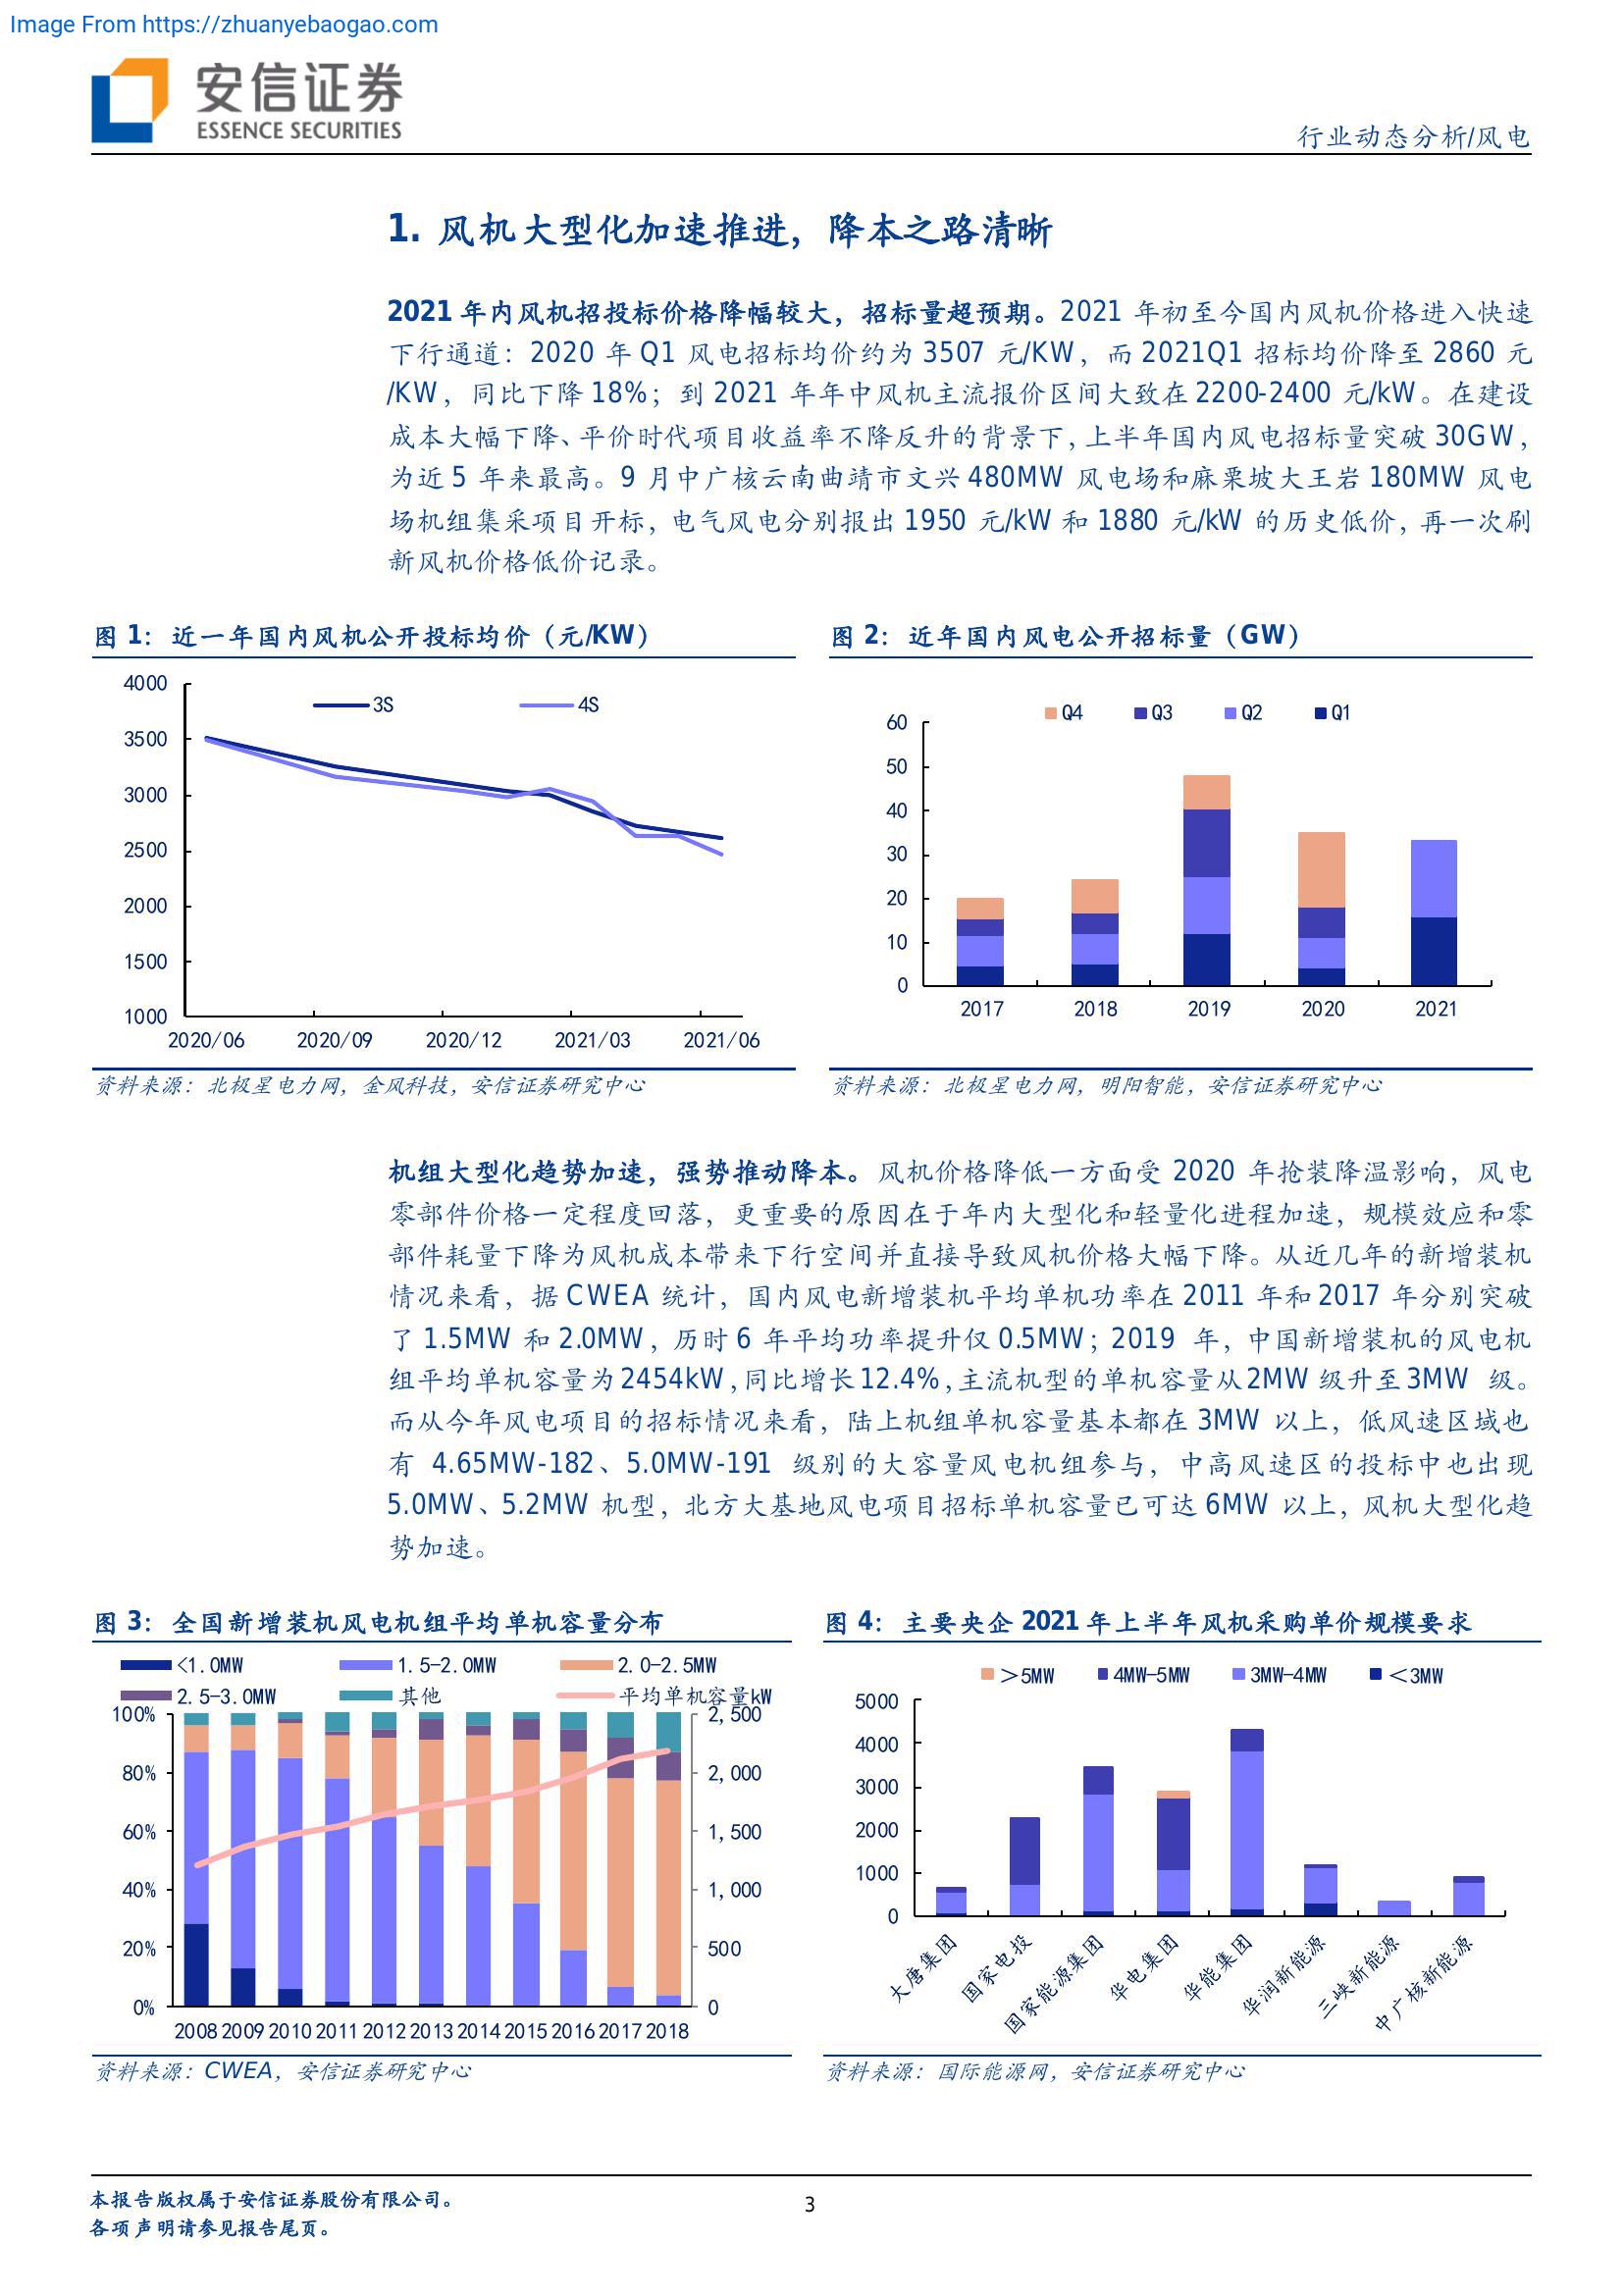 Image From https://zhuanyebaogao.com
安信证券
ESSENCE SECURITIES
行业动态分析/风电
1. 风机大型化加速推进，降本之路清晰
2021 年内风机招投标价格降幅较大，招标量超预期。2021 年初至今国内风机价格进入快速
下行通道：2020 年 Q1 风电招标均价约为 3507 元/KW，而 2021Q1 招标均价降至 2860 元
/KW，同比下降 18%；到 2021 年年中风机主流报价区间大致在 2200-2400 元/kW。在建设
成本大幅下降、平价时代项目收益率不降反升的背景下，上半年国内风电招标量突破 30GW，
为近 5 年来最高。9 月中广核云南曲靖市文兴 480MW 风电场和麻栗坡大王岩 180MW 风电
场机组集采项目开标，电气风电分别报出 1950 元/kW 和 1880 元/kW 的历史低价，再一次刷
新风机价格低价记录。
图 1：近一年国内风机公开投标均价（元/KW）
3S 4S
4000
3500
3000
2500
2000
1500
1000
2020/06 2020/09 2020/12 2021/03 2021/06
资料来源：北极星电力网，金风科技，安信证券研究中心
图 2：近年国内风电公开招标量（GW）
Q4 Q3 Q2 Q1
60
50
40
30
20
10
0
2017 2018 2019 2020 2021
资料来源：北极星电力网，明阳智能，安信证券研究中心
机组大型化趋势加速，强势推动降本。风机价格降低一方面受 2020 年抢装降温影响，风电
零部件价格一定程度回落，更重要的原因在于年内大型化和轻量化进程加速，规模效应和零
部件耗量下降为风机成本带来下行空间并直接导致风机价格大幅下降。从近几年的新增装机
情况来看，据 CWEA 统计，国内风电新增装机平均单机功率在 2011 年和 2017 年分别突破
了 1.5MW 和 2.0MW，历时 6 年平均功率提升仅 0.5MW；2019 年，中国新增装机的风电机
组平均单机容量为 2454kW，同比增长 12.4%，主流机型的单机容量从 2MW 级升至 3MW 级。
而从今年风电项目的招标情况来看，陆上机组单机容量基本都在 3MW 以上，低风速区域也
有 4.65MW-182、5.0MW-191 级别的大容量风电机组参与，中高风速区的投标中也出现
5.0MW、5.2MW 机型，北方大基地风电项目招标单机容量已可达 6MW 以上，风机大型化趋
势加速。
图 3：全国新增装机风电机组平均单机容量分布
<1.0MW 1.5-2.0MW 2.0-2.5MW
2.5-3.0MW 其他 平均单机容量kW
100%
80%
60%
40%
20%
0%
2,500
2,000
1,500
1,000
500
0
2008 2009 2010 2011 2012 2013 2014 2015 2016 2017 2018
资料来源：CWEA，安信证券研究中心
图 4：主要央企 2021 年上半年风机采购单价规模要求
＞5MW 4MW-5MW 3MW-4MW ＜3MW
5000
4000
3000
2000
1000
0
大唐集团 国家电投 国家能源集团 华电集团 华能集团 华润新能源 三峡新能源 中广核新能源
资料来源：国际能源网，安信证券研究中心
本报告版权属于安信证券股份有限公司。
各项声明请参见报告尾页。
3